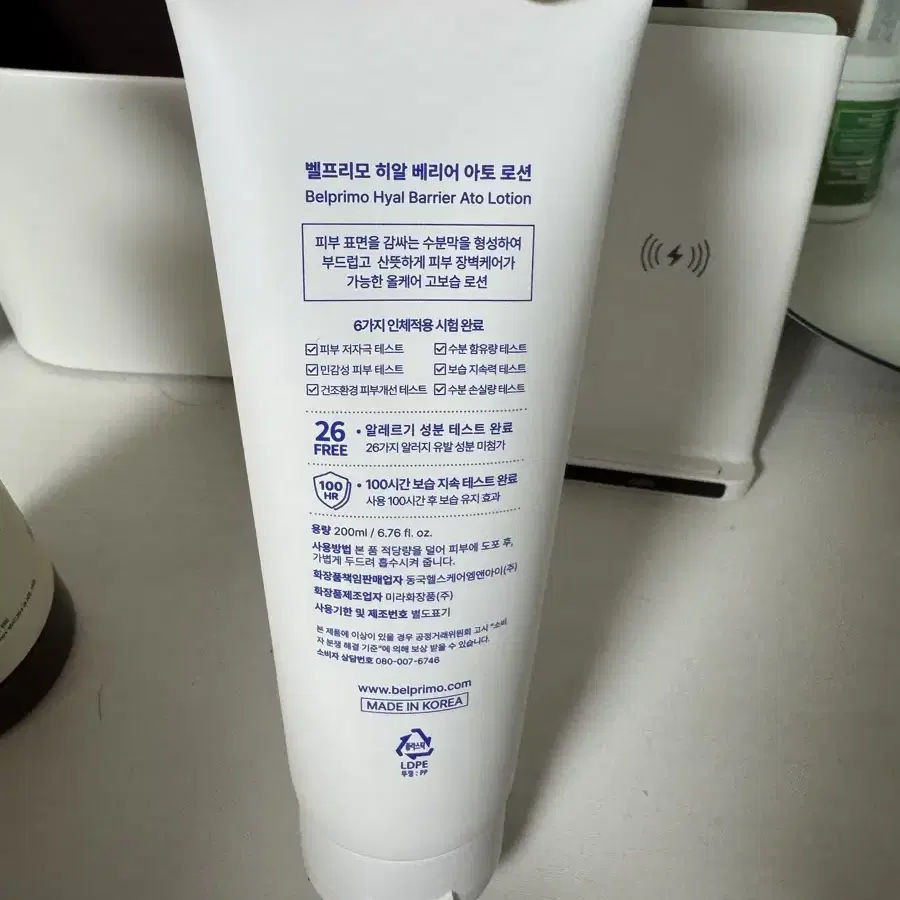 벨프리모 히알 베리어 아토 로션
Belprimo Hyal Barrier Ato Lotion
피부 표면을 감싸는 수분막을 형성하여
부드럽고 산뜻하게 피부 장벽케어가
가능한 올케어 고보습 로션
6가지 인체적용 시험 완료
피부 저자극 테스트
수분 함유량 테스트
민감성 피부 테스트
보습 지속력 테스트
건조환경 피부개선 테스트
수분 손실량 테스트
26
FREE
• 알레르기 성분 테스트 완료
26가지 알러지 유발 성분 미첨가
100
HR
• 100시간 보습 지속 테스트 완료
사용 100시간 후 보습 유지 효과
용량 200ml / 6.76 fl. oz.
사용방법 본 품 적당량을 덜어 피부에 도포 후,
가볍게 두드려 흡수시켜 줍니다.
화장품책임판매업자 동국헬스케어엠앤아이(주)
화장품제조업자 미라화장품(주)
사용기한 및 제조번호 별도표기
본 제품에 이상이 있을 경우 공정거래위원회 고시 "소비
자 분쟁 해결 기준"에 의해 보상 받을 수 있습니다.
소비자 상담번호 080-007-6746
www.belprimo.com
MADE IN KOREA
플라스틱
LDPE
뚜껑 : PP